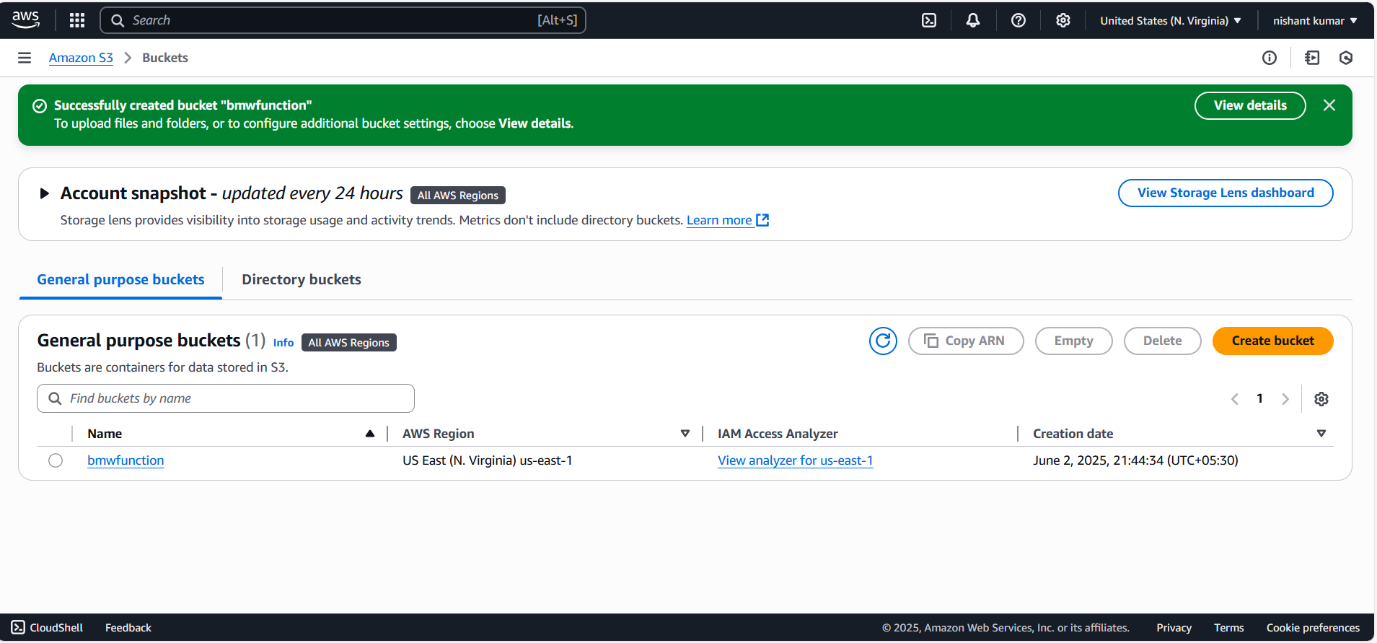 aws
Search [Alt+S]
United States (N. Virginia) nishant kumar
Amazon S3 Buckets
Successfully created bucket "bmwfunction"
To upload files and folders, or to configure additional bucket settings, choose View details.
View details
Account snapshot - updated every 24 hours All AWS Regions
Storage lens provides visibility into storage usage and activity trends. Metrics don't include directory buckets. Learn more
View Storage Lens dashboard
General purpose buckets Directory buckets
General purpose buckets (1) Info All AWS Regions
Copy ARN Empty Delete Create bucket
Buckets are containers for data stored in S3.
Find buckets by name
1
Name AWS Region IAM Access Analyzer Creation date
bmwfunction US East (N. Virginia) us-east-1 View analyzer for us-east-1 June 2, 2025, 21:44:34 (UTC+05:30)
CloudShell Feedback © 2025, Amazon Web Services, Inc. or its affiliates. Privacy Terms Cookie preferences